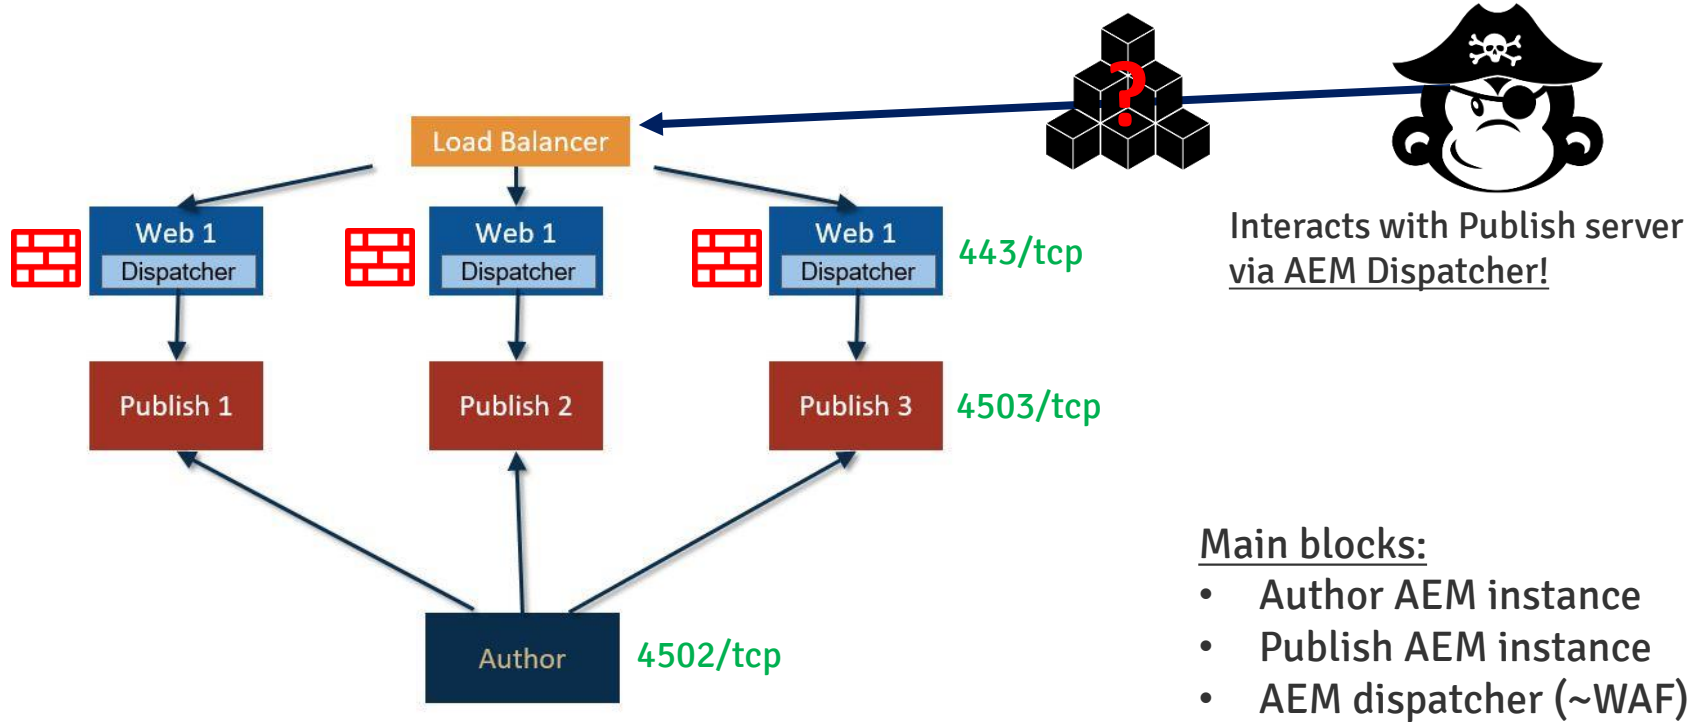 ?
Load Balancer
Web 1
Dispatcher
Web 1
Dispatcher
Web 1
Dispatcher
443/tcp
Interacts with Publish server
via AEM Dispatcher!
Publish 1
Publish 2
Publish 3
4503/tcp
Author
4502/tcp
Main blocks:
• Author AEM instance
• Publish AEM instance
• AEM dispatcher (~WAF)